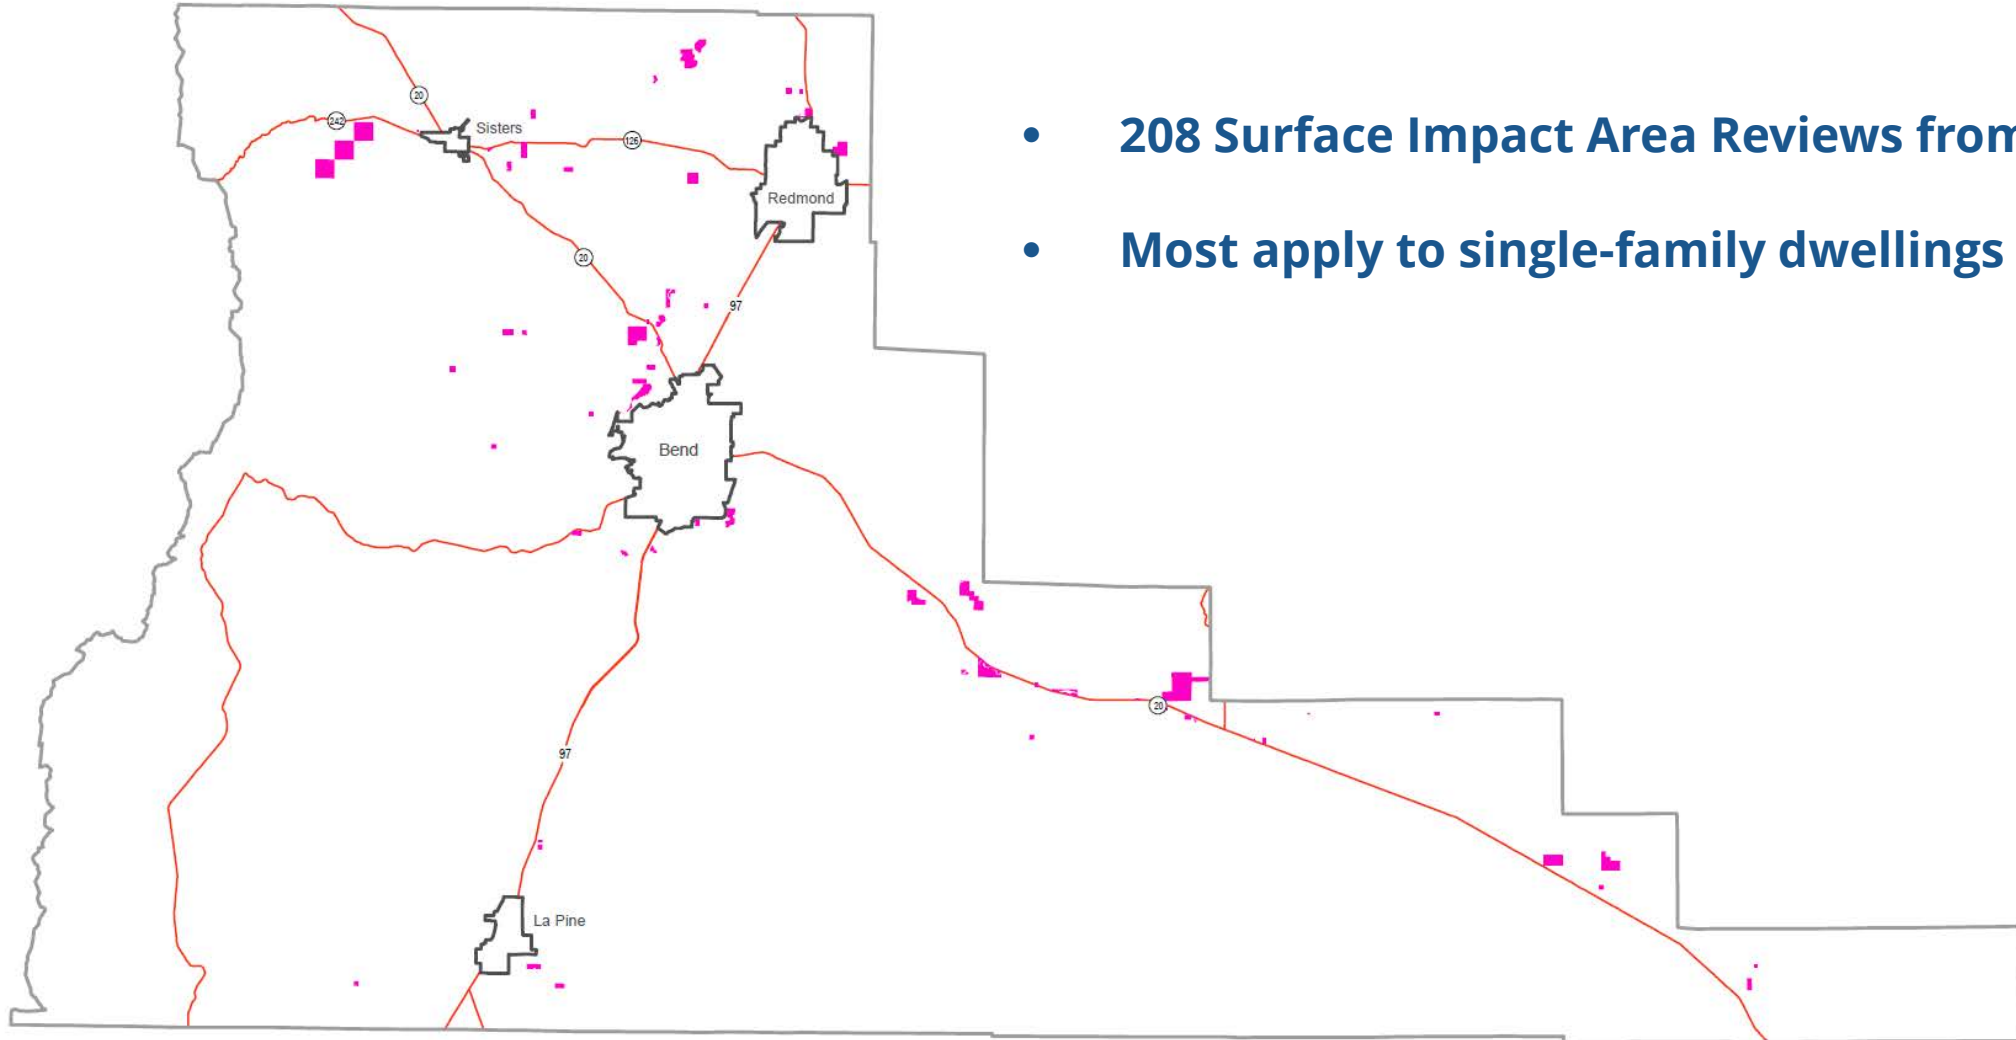 20
242
Sisters
126
• 208 Surface Impact Area Reviews from
Redmond
• Most apply to single-family dwellings
20
97
Bend
20
97
La Pine